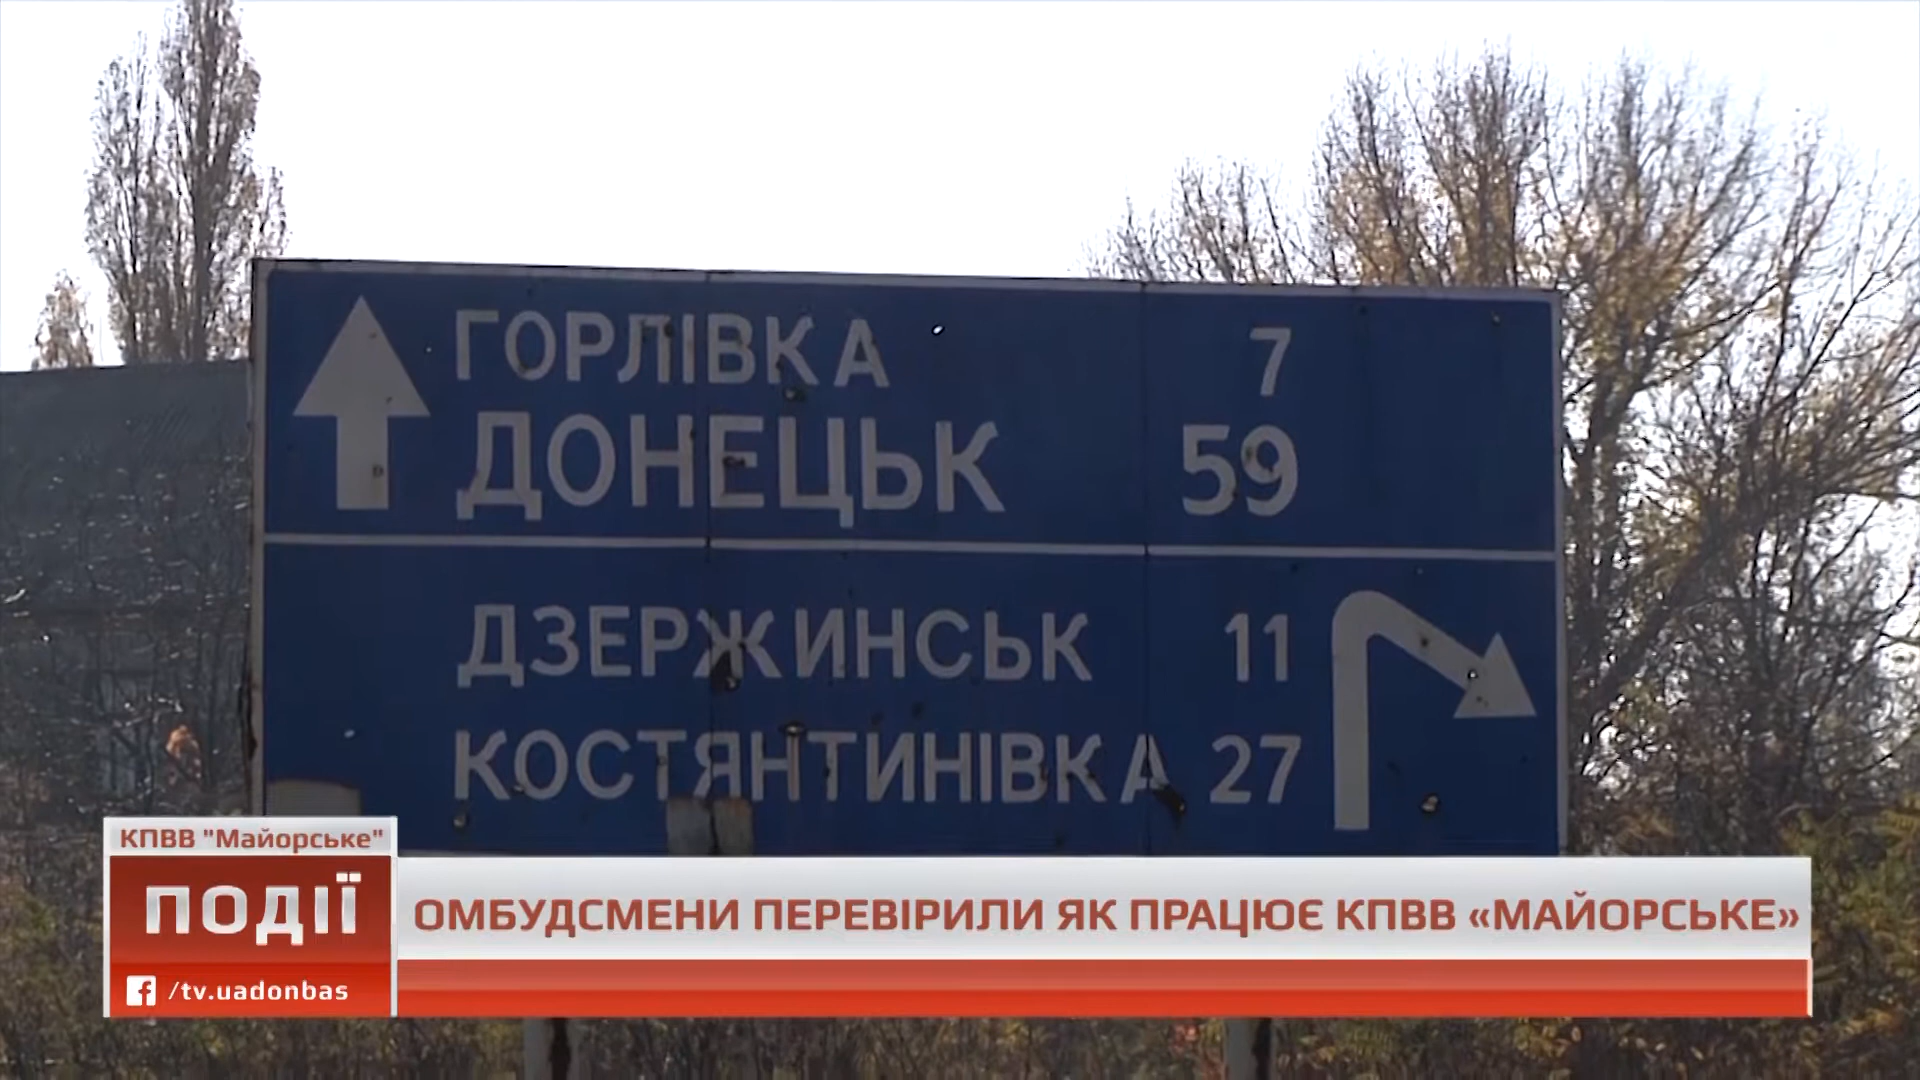 ГОРЛІВКА 7
ДОНЕЦЬК 59
ДЗЕРЖИНСЬК 11
КОСТЯНТИНІВКА 27
КПВВ "Майорське"
ПОДІЇ
ОМБУДСМЕНИ ПЕРЕВІРИЛИ ЯК ПРАЦЮЄ КПВВ «МАЙОРСЬКЕ»
/tv.uadonbas